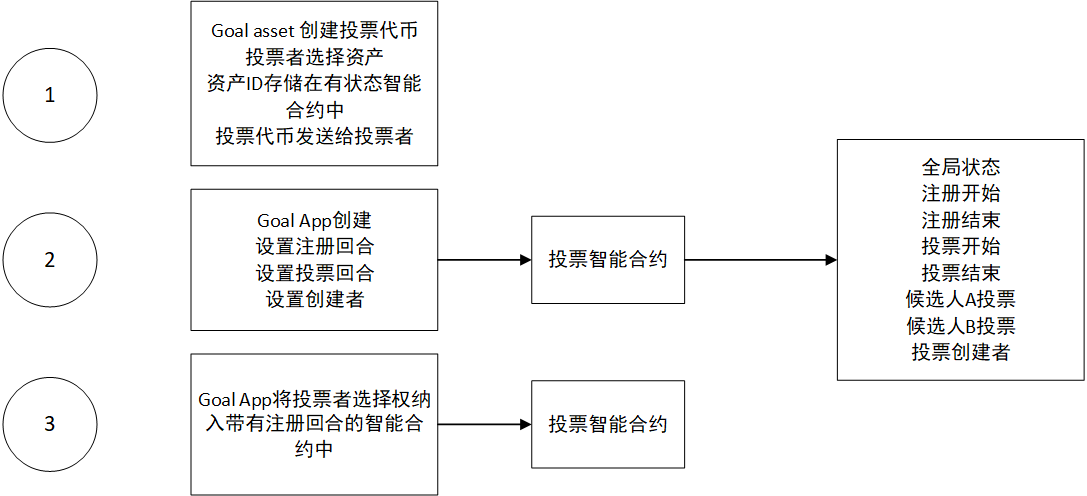 1
Goal asset 创建投票代币
投票者选择资产
资产ID存储在有状态智能
合约中
投票代币发送给投票者
2
Goal App创建
设置注册回合
设置投票回合
设置创建者
投票智能合约
全局状态
注册开始
注册结束
投票开始
投票结束
候选人A投票
候选人B投票
投票创建者
3
Goal App将投票者选择权纳
入带有注册回合的智能合
约中
投票智能合约